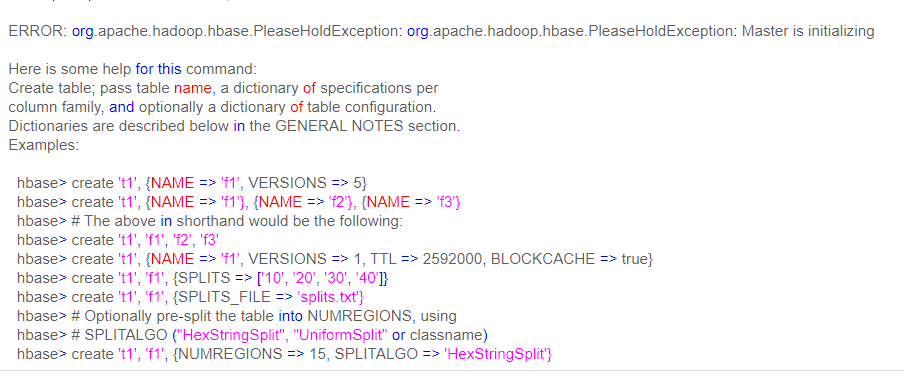 ERROR: org.apache.hadoop.hbase.PleaseHoldException: org.apache.hadoop.hbase.PleaseHoldException: Master is initializing
Here is some help for this command:
Create table; pass table name, a dictionary of specifications per
column family, and optionally a dictionary of table configuration.
Dictionaries are described below in the GENERAL NOTES section.
Examples:
hbase> create 't1', {NAME => 'f1', VERSIONS => 5}
hbase> create 't1', {NAME => 'f1'}, {NAME => 'f2'}, {NAME => 'f3'}
hbase> # The above in shorthand would be the following:
hbase> create 't1', 'f1', 'f2', 'f3'
hbase> create 't1', {NAME => 'f1', VERSIONS => 1, TTL => 2592000, BLOCKCACHE => true}
hbase> create 't1', 'f1', {SPLITS => ['10', '20', '30', '40']}
hbase> create 't1', 'f1', {SPLITS_FILE => 'splits.txt'}
hbase> # Optionally pre-split the table into NUMREGIONS, using
hbase> # SPLITALGO ("HexStringSplit", "UniformSplit" or classname)
hbase> create 't1', 'f1', {NUMREGIONS => 15, SPLITALGO => 'HexStringSplit'}